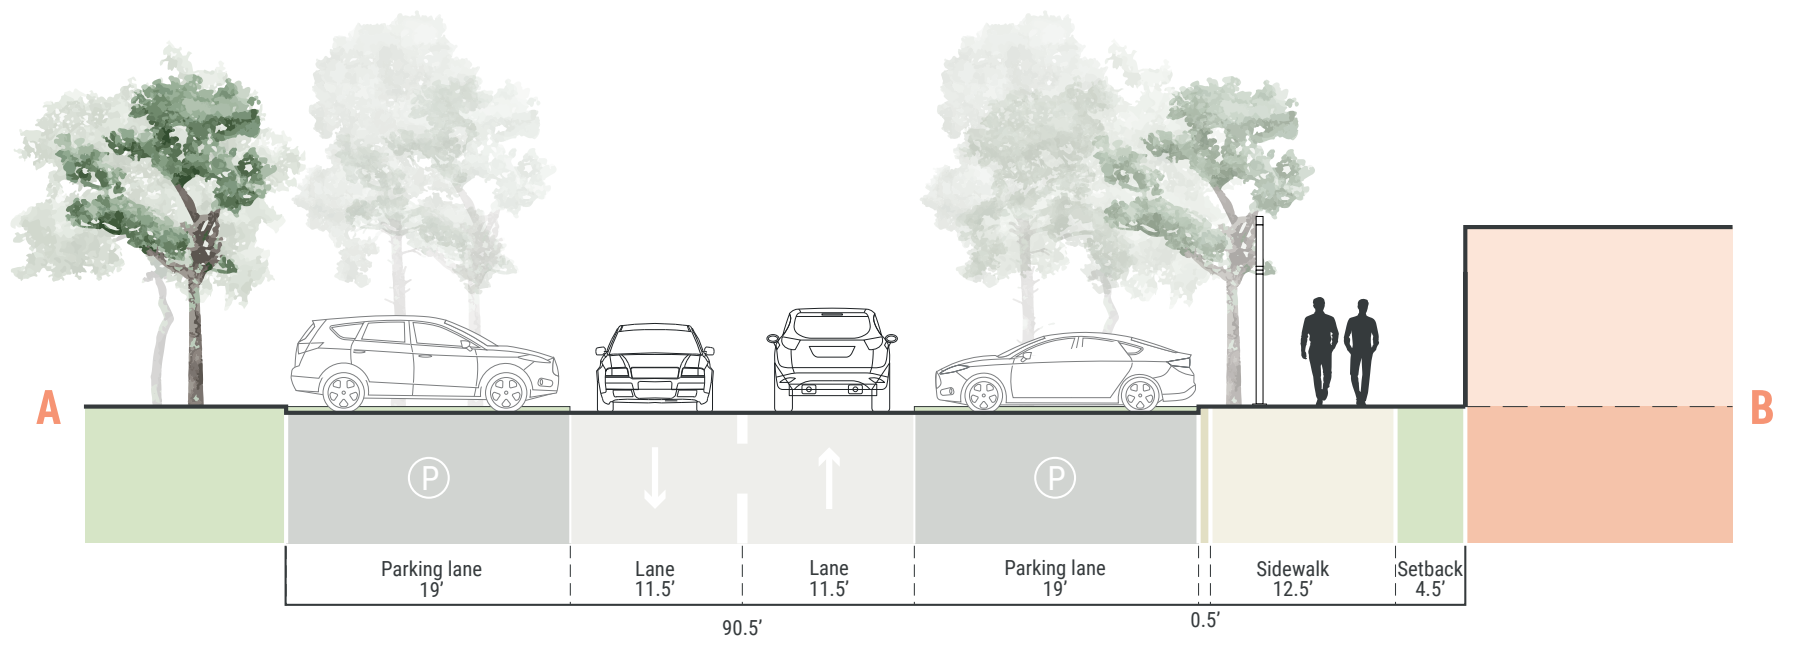 A
B
P
P
Parking lane
19’
Lane
11.5’
Lane
11.5’
Parking lane
19’
Sidewalk
12.5’
Setback
4.5’
0.5’
90.5’